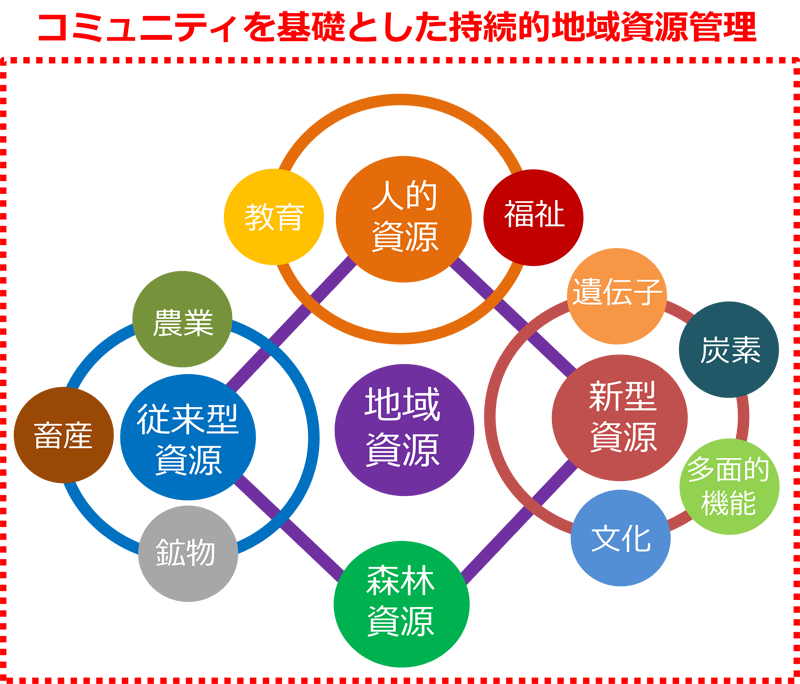 コミュニティを基礎とした持続的地域資源管理
人的
資源
教育
福祉
遺伝子
農業
炭素
従来型
資源
地域
資源
新型
資源
畜産
多面的
機能
鉱物
文化
森林
資源